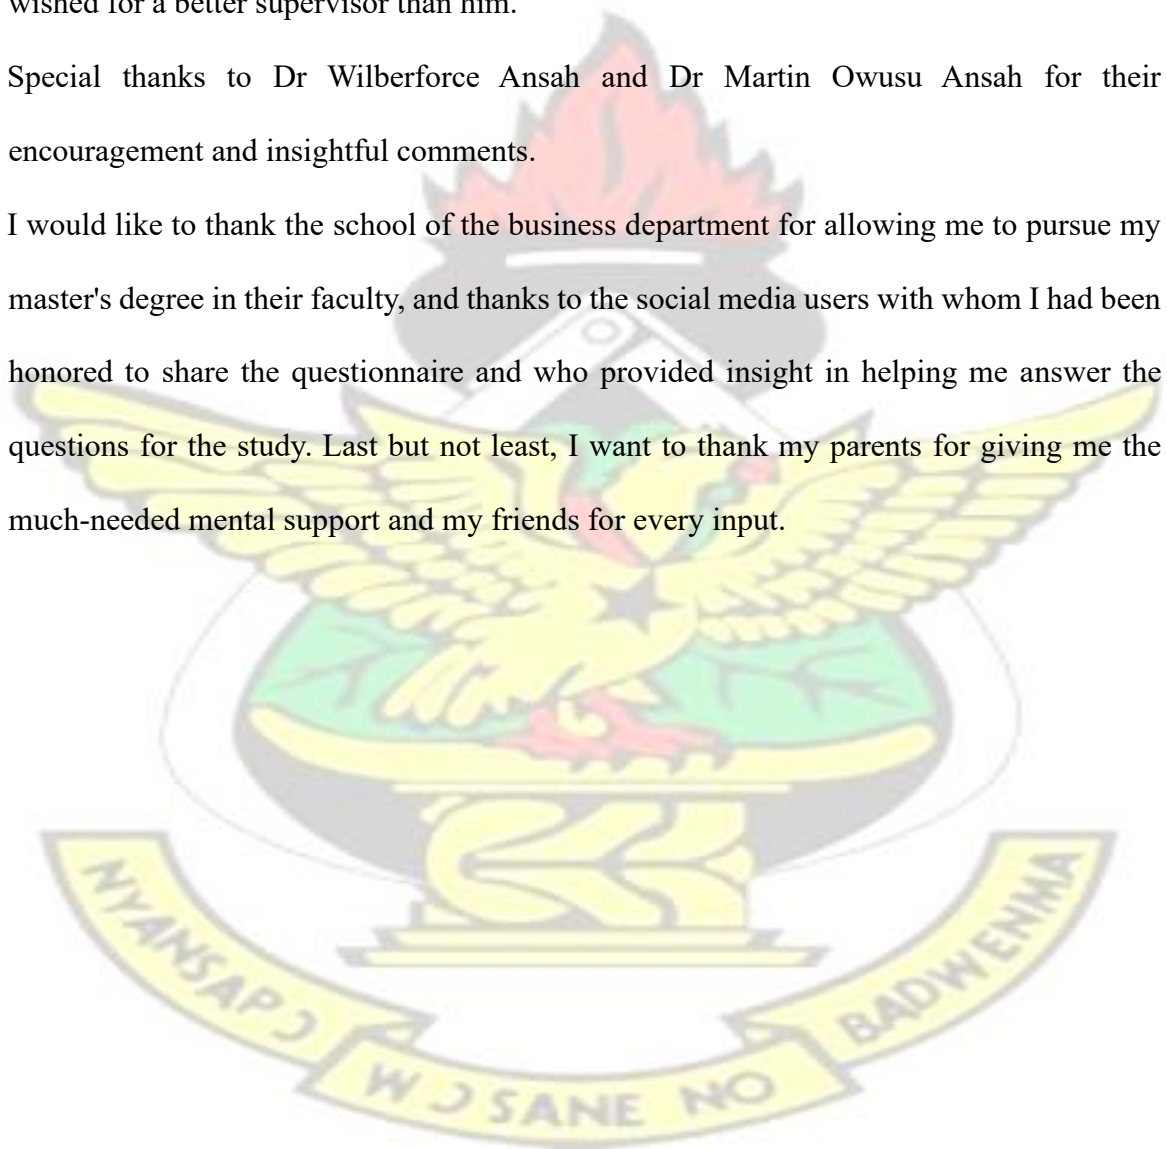 wished for a better supervisor than him.
Special thanks to Dr Wilberforce Ansah and Dr Martin Owusu Ansah for their
encouragement and insightful comments.
I would like to thank the school of the business department for allowing me to pursue my
master's degree in their faculty, and thanks to the social media users with whom I had been
honored to share the questionnaire and who provided insight in helping me answer the
questions for the study. Last but not least, I want to thank my parents for giving me the
much-needed mental support and my friends for every input.
NYANSAPƆ
WƆSANE NO
BADWENMA